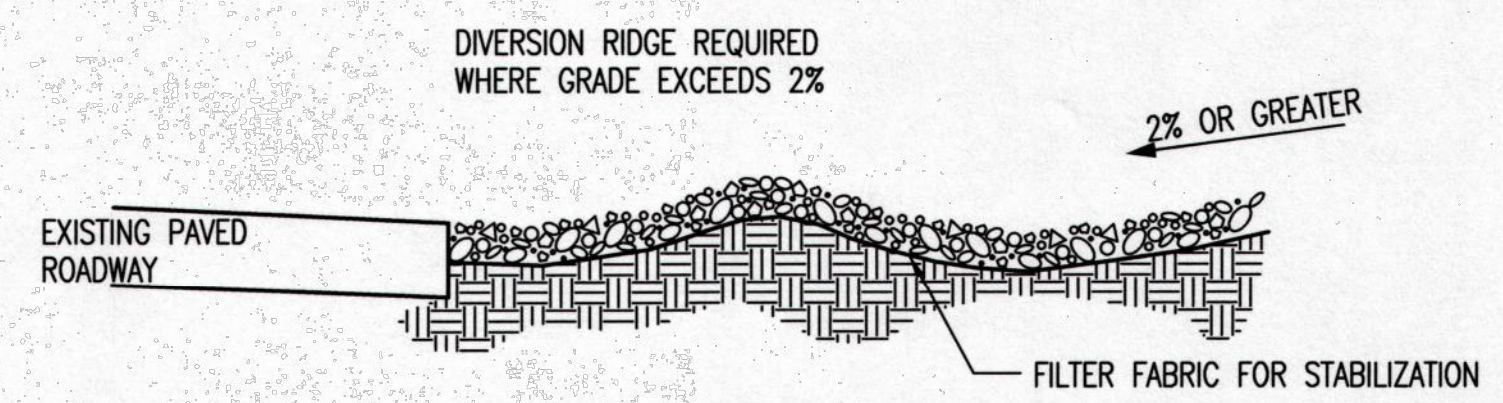 DIVERSION RIDGE REQUIRED
WHERE GRADE EXCEEDS 2%
2% OR GREATER
EXISTING PAVED
ROADWAY
FILTER FABRIC FOR STABILIZATION